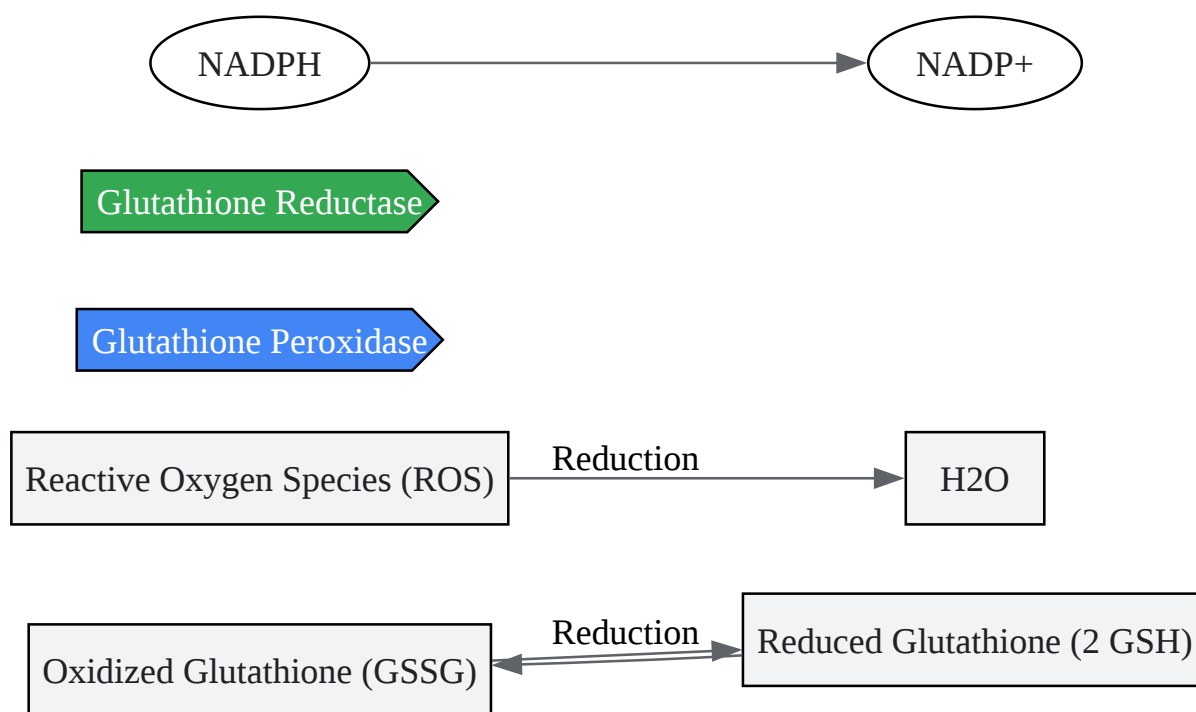 NADPH
NADP+
Glutathione Reductase
Glutathione Peroxidase
Reactive Oxygen Species (ROS)
Reduction
H2O
Oxidized Glutathione (GSSG)
Reduction
Reduced Glutathione (2 GSH)